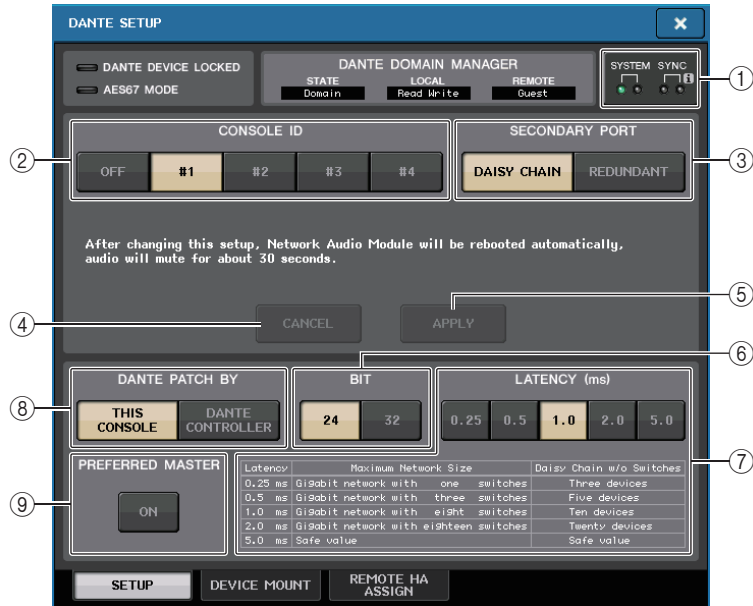 DANTE SETUP
×
DANTE DEVICE LOCKED
AES67 MODE
DANTE DOMAIN MANAGER
STATE LOCAL REMOTE
Domain Read Write Guest
SYSTEM SYNC
i
①
CONSOLE ID
OFF #1 #2 #3 #4
②
SECONDARY PORT
DAISY CHAIN REDUNDANT
③
After changing this setup, Network Audio Module will be rebooted automatically,
audio will mute for about 30 seconds.
④
CANCEL
APPLY
⑤
⑥
DANTE PATCH BY
THIS
CONSOLE
DANTE
CONTROLLER
⑧
BIT
24 32
LATENCY (ms)
0.25 0.5 1.0 2.0 5.0
⑦
PREFERRED MASTER
ON
⑨
Latency Maximum Network Size Daisy Chain w/o Switches
0.25 ms Gigabit network with one switches Three devices
0.5 ms Gigabit network with three switches Five devices
1.0 ms Gigabit network with eight switches Ten devices
2.0 ms Gigabit network with eighteen switches Twenty devices
5.0 ms Safe value Safe value
SETUP
DEVICE MOUNT
REMOTE HA
ASSIGN